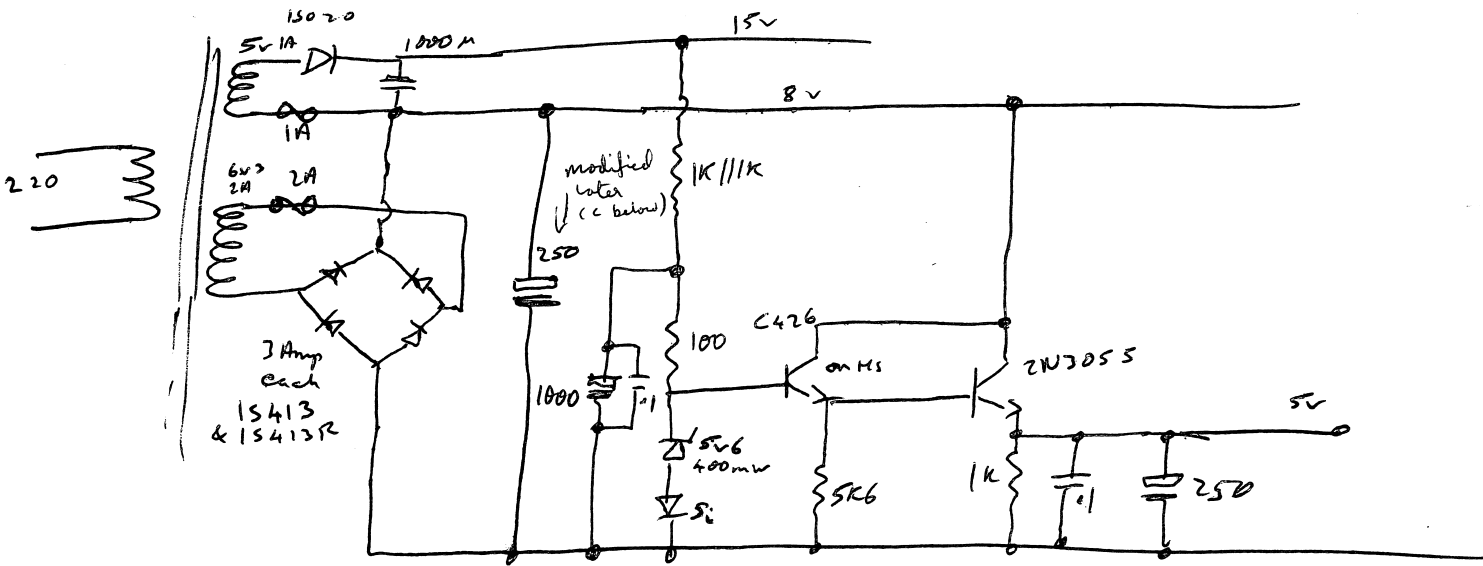 1S020
5v 1A
1000µ
15v
8v
1A
220
6v3
2A
2A
modified
later
(c below)
1K//1K
250
3 Amp
each
1S413
& 1S413R
1000
.1
100
C426
on HS
2N3055
5v6
400mw
Si
5K6
1K
.1
250
5v